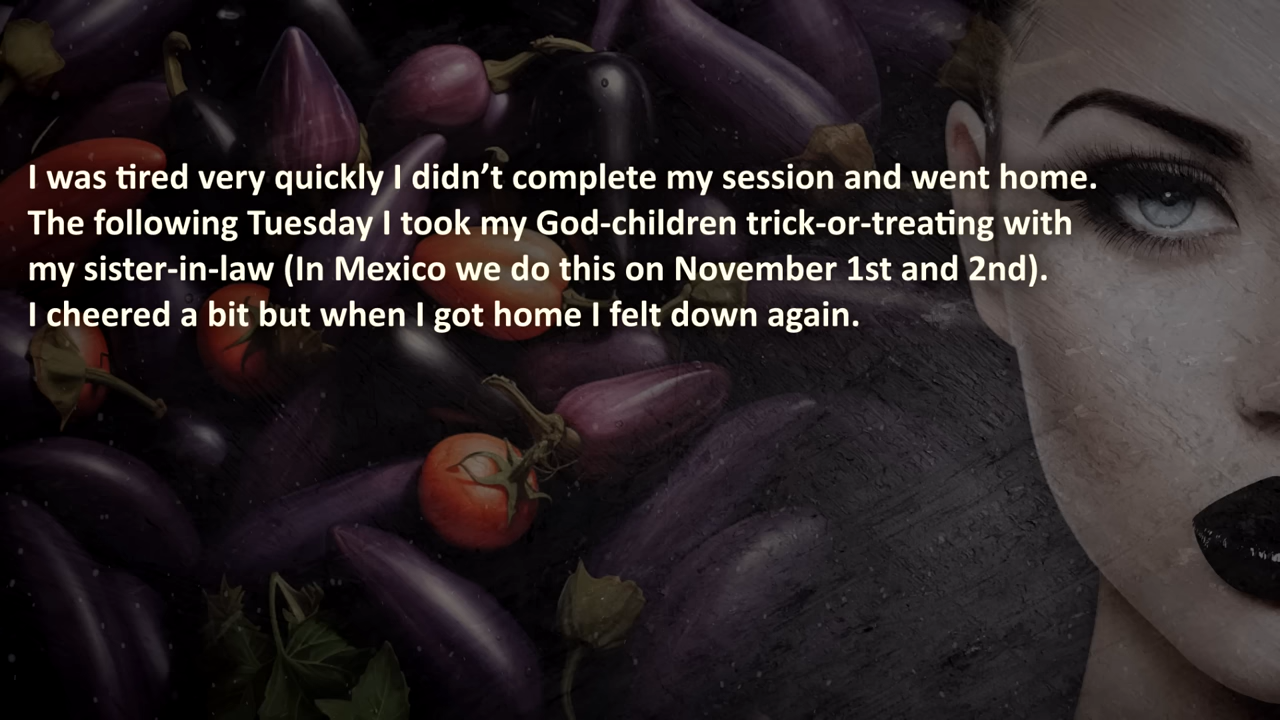 I was tired very quickly I didn’t complete my session and went home.
The following Tuesday I took my God-children trick-or-treating with
my sister-in-law (In Mexico we do this on November 1st and 2nd).
I cheered a bit but when I got home I felt down again.